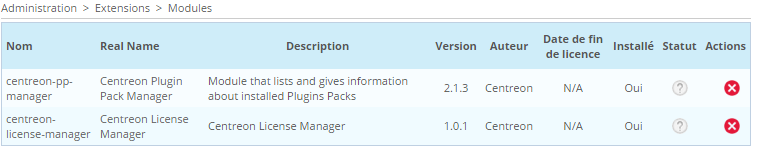 Administration > Extensions > Modules
Nom Real Name Description Version Auteur Date de fin de licence Installé Statut Actions
centreon-pp-manager Centreon Plugin Pack Manager Module that lists and gives information about installed Plugins Packs 2.1.3 Centreon N/A Oui ?
centreon-license-manager Centreon License Manager Centreon License Manager 1.0.1 Centreon N/A Oui ?